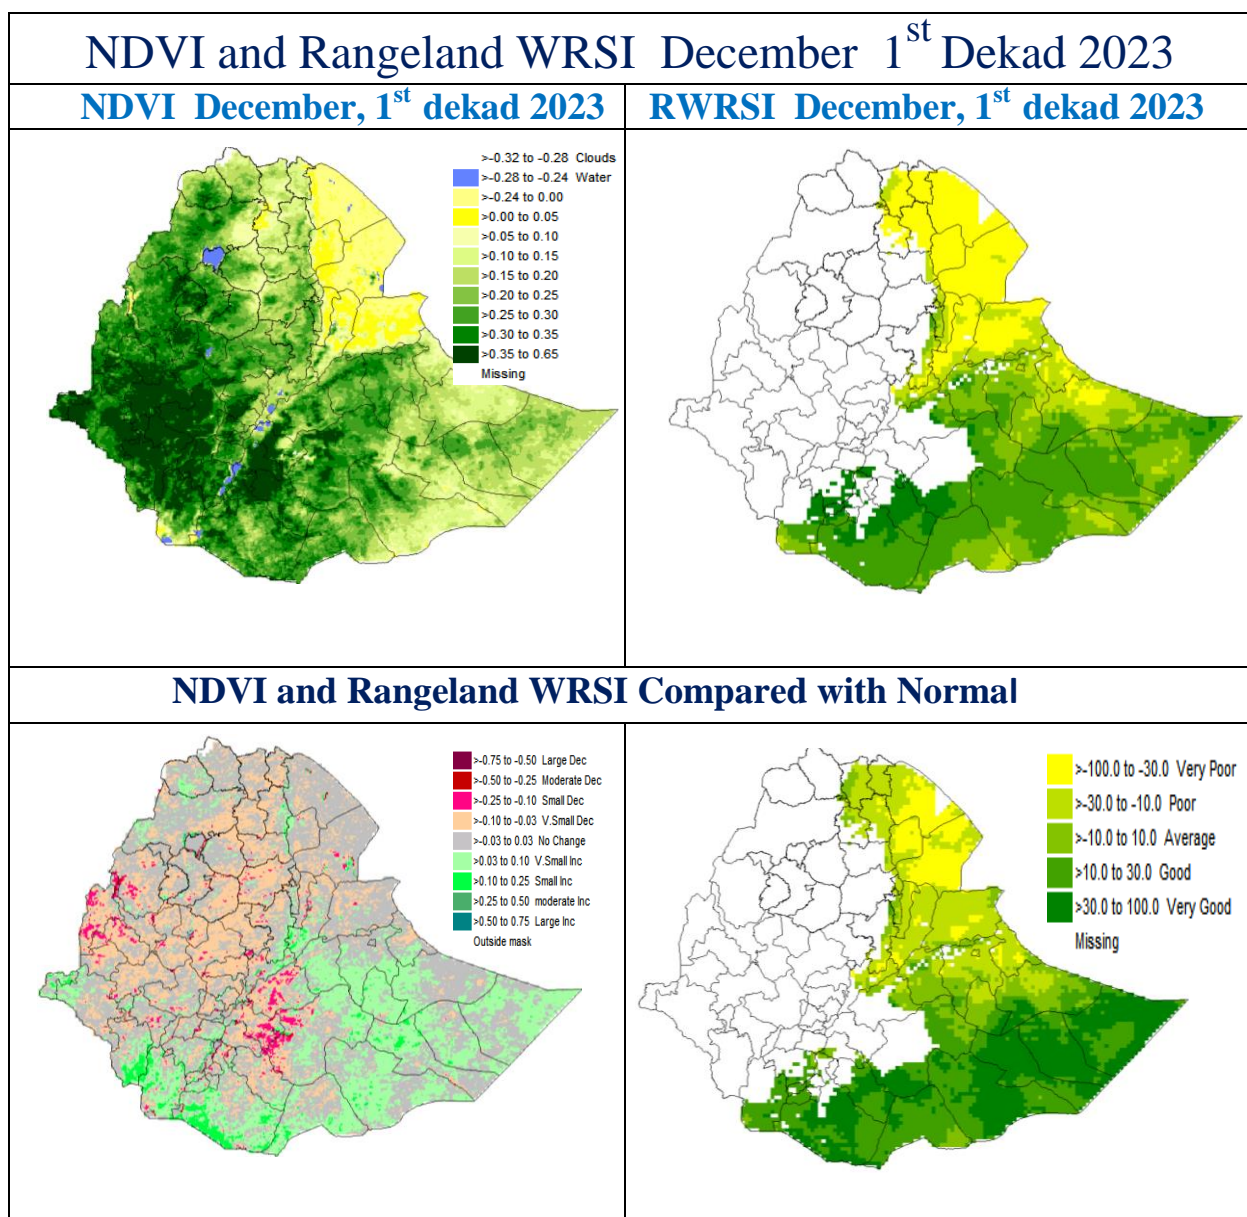 NDVI and Rangeland WRSI December 1st Dekad 2023
NDVI December, 1st dekad 2023
RWRSI December, 1st dekad 2023
>-0.32 to -0.28 Clouds
>-0.28 to -0.24 Water
>-0.24 to 0.00
>0.00 to 0.05
>0.05 to 0.10
>0.10 to 0.15
>0.15 to 0.20
>0.20 to 0.25
>0.25 to 0.30
>0.30 to 0.35
>0.35 to 0.65
Missing
NDVI and Rangeland WRSI Compared with Normal
>-0.75 to -0.50 Large Dec
>-0.50 to -0.25 Moderate Dec
>-0.25 to -0.10 Small Dec
>-0.10 to -0.03 V.Small Dec
>-0.03 to 0.03 No Change
>0.03 to 0.10 V.Small Inc
>0.10 to 0.25 Small Inc
>0.25 to 0.50 moderate Inc
>0.50 to 0.75 Large Inc
Outside mask
>-100.0 to -30.0 Very Poor
>-30.0 to -10.0 Poor
>-10.0 to 10.0 Average
>10.0 to 30.0 Good
>30.0 to 100.0 Very Good
Missing